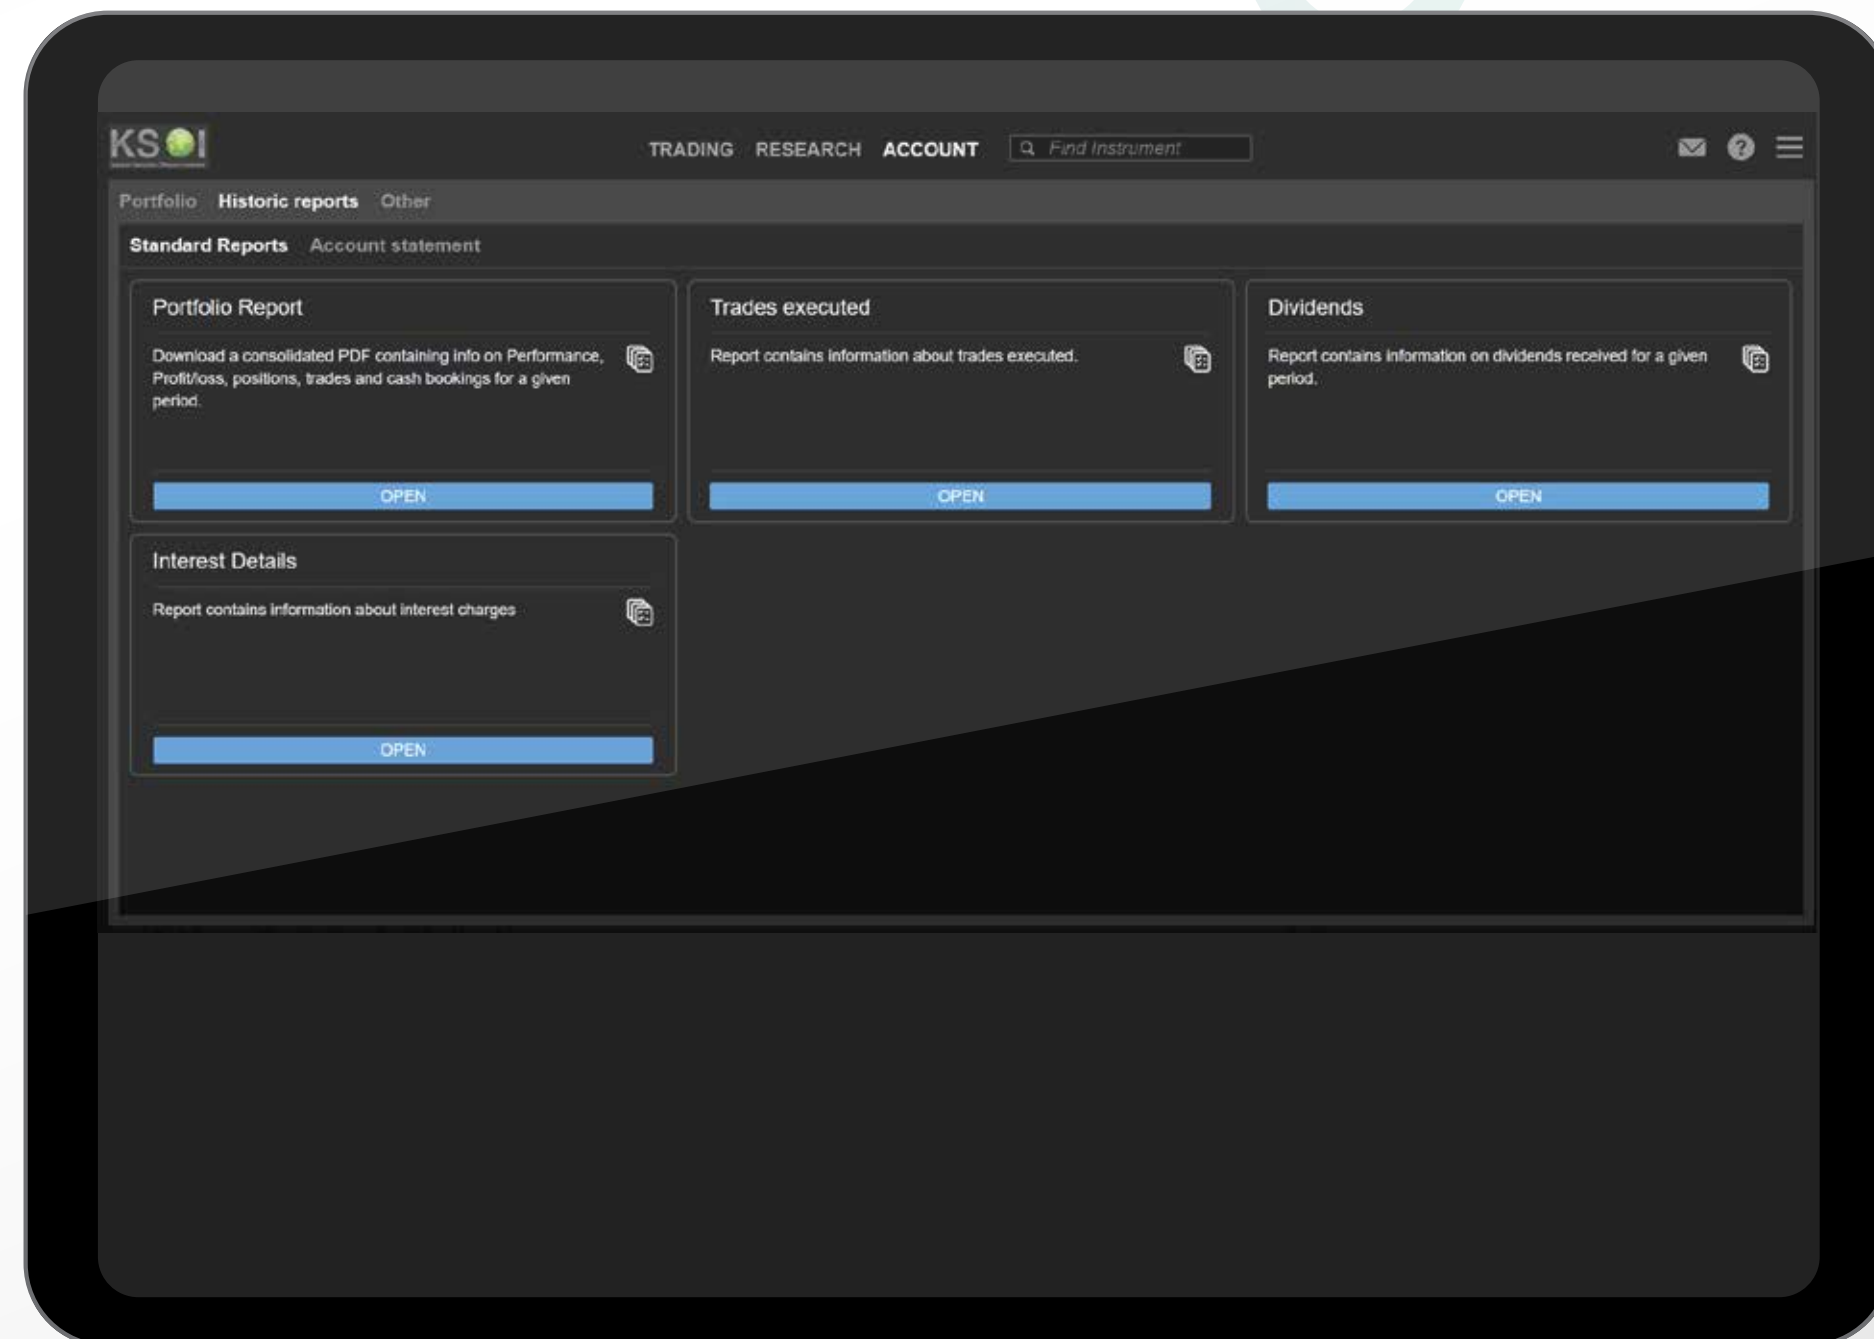 KSOI
TRADING RESEARCH ACCOUNT Find Instrument
Portfolio Historic reports Other
Standard Reports Account statement
Portfolio Report
Download a consolidated PDF containing info on Performance,
Profit/loss, positions, trades and cash bookings for a given
period.
OPEN
Trades executed
Report contains information about trades executed.
OPEN
Dividends
Report contains information on dividends received for a given
period.
OPEN
Interest Details
Report contains information about interest charges
OPEN